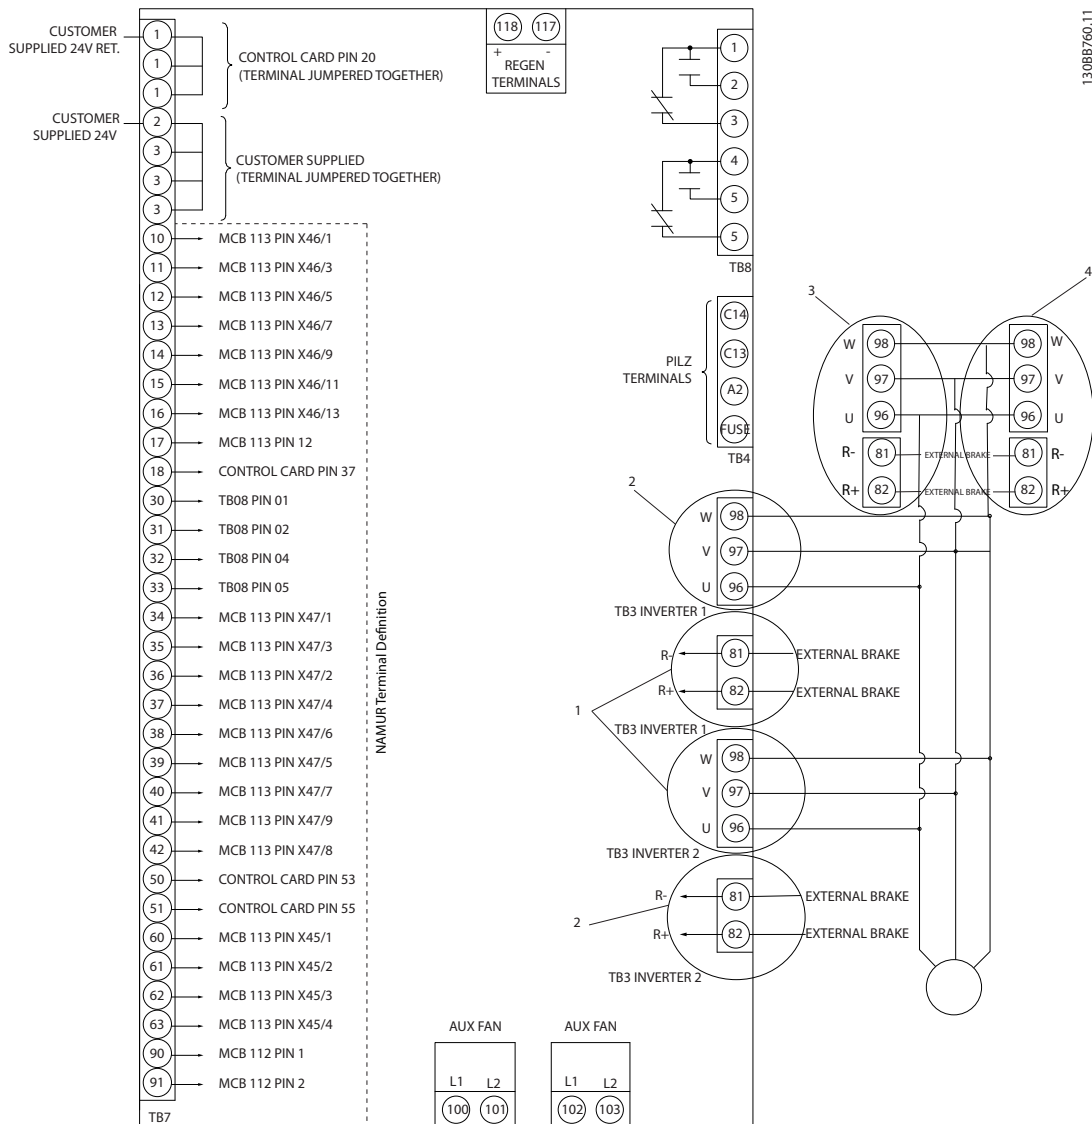 130BB760.11
CUSTOMER
SUPPLIED 24V RET.
1
1
1
CONTROL CARD PIN 20
(TERMINAL JUMPERED TOGETHER)
CUSTOMER
SUPPLIED 24V
2
3
3
3
CUSTOMER SUPPLIED
(TERMINAL JUMPERED TOGETHER)
10 MCB 113 PIN X46/1
11 MCB 113 PIN X46/3
12 MCB 113 PIN X46/5
13 MCB 113 PIN X46/7
14 MCB 113 PIN X46/9
15 MCB 113 PIN X46/11
16 MCB 113 PIN X46/13
17 MCB 113 PIN 12
18 CONTROL CARD PIN 37
30 TB08 PIN 01
31 TB08 PIN 02
32 TB08 PIN 04
33 TB08 PIN 05
34 MCB 113 PIN X47/1
35 MCB 113 PIN X47/3
36 MCB 113 PIN X47/2
37 MCB 113 PIN X47/4
38 MCB 113 PIN X47/6
39 MCB 113 PIN X47/5
40 MCB 113 PIN X47/7
41 MCB 113 PIN X47/9
42 MCB 113 PIN X47/8
50 CONTROL CARD PIN 53
51 CONTROL CARD PIN 55
60 MCB 113 PIN X45/1
61 MCB 113 PIN X45/2
62 MCB 113 PIN X45/3
63 MCB 113 PIN X45/4
90 MCB 112 PIN 1
91 MCB 112 PIN 2
TB7
NAMUR Terminal Definition
118 117
+ -
REGEN
TERMINALS
1
2
3
4
5
5
TB8
PILZ
TERMINALS
C14
C13
A2
FUSE
TB4
2
W 98
V 97
U 96
TB3 INVERTER 1
R- 81 EXTERNAL BRAKE
R+ 82 EXTERNAL BRAKE
TB3 INVERTER 1
1
W 98
V 97
U 96
TB3 INVERTER 2
R- 81 EXTERNAL BRAKE
2
R+ 82 EXTERNAL BRAKE
TB3 INVERTER 2
3 4
W 98 98 W
V 97 97 V
U 96 96 U
R- 81 EXTERNAL BRAKE 81 R-
R+ 82 EXTERNAL BRAKE 82 R+
AUX FAN
L1 L2
100 101
AUX FAN
L1 L2
102 103